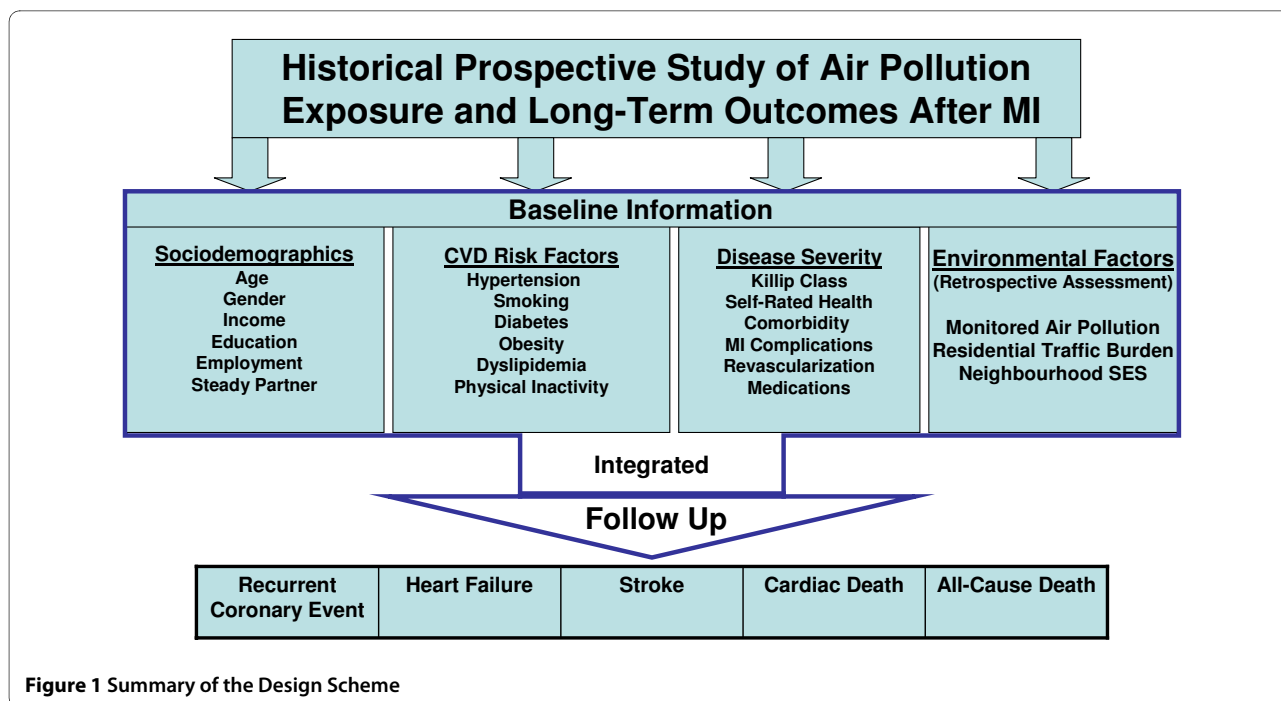 Historical Prospective Study of Air Pollution
Exposure and Long-Term Outcomes After MI
Baseline Information
Sociodemographics
Age
Gender
Income
Education
Employment
Steady Partner
CVD Risk Factors
Hypertension
Smoking
Diabetes
Obesity
Dyslipidemia
Physical Inactivity
Disease Severity
Killip Class
Self-Rated Health
Comorbidity
MI Complications
Revascularization
Medications
Environmental Factors
(Retrospective Assessment)
Monitored Air Pollution
Residential Traffic Burden
Neighbourhood SES
Integrated
Follow Up
Recurrent
Coronary Event
Heart Failure
Stroke
Cardiac Death
All-Cause Death
Figure 1 Summary of the Design Scheme